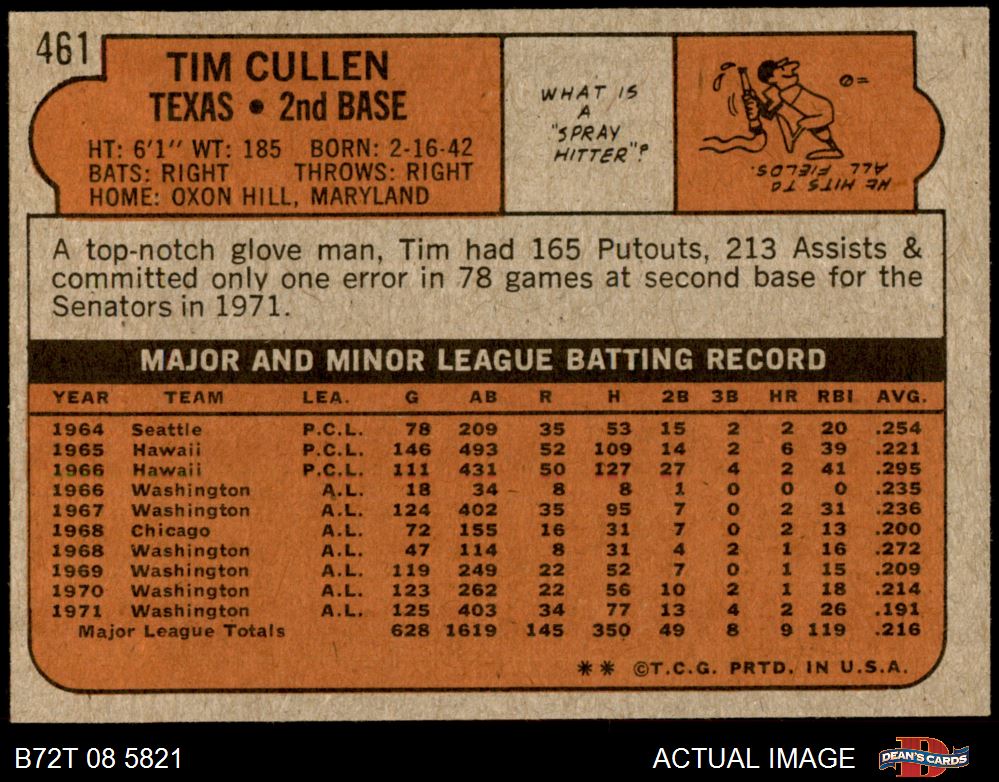 461
TIM CULLEN
TEXAS • 2nd BASE
HT: 6'1" WT: 185 BORN: 2-16-42
BATS: RIGHT THROWS: RIGHT
HOME: OXON HILL, MARYLAND
WHAT IS
A
"SPRAY
HITTER"?
HE HITS TO
ALL FIELDS.
A top-notch glove man, Tim had 165 Putouts, 213 Assists &
committed only one error in 78 games at second base for the
Senators in 1971.
MAJOR AND MINOR LEAGUE BATTING RECORD
YEAR TEAM LEA. G AB R H 2B 3B HR RBI AVG.
1964 Seattle P.C.L. 78 209 35 53 15 2 2 20 .254
1965 Hawaii P.C.L. 146 493 52 109 14 2 6 39 .221
1966 Hawaii P.C.L. 111 431 50 127 27 4 2 41 .295
1966 Washington A.L. 18 34 8 8 1 0 0 0 .235
1967 Washington A.L. 124 402 35 95 7 0 2 31 .236
1968 Chicago A.L. 72 155 16 31 7 0 2 13 .200
1968 Washington A.L. 47 114 8 31 4 2 1 16 .272
1969 Washington A.L. 119 249 22 52 7 0 1 15 .209
1970 Washington A.L. 123 262 22 56 10 2 1 18 .214
1971 Washington A.L. 125 403 34 77 13 4 2 26 .191
Major League Totals 628 1619 145 350 49 8 9 119 .216
** ©T.C.G. PRTD. IN U.S.A.
B72T 08 5821
ACTUAL IMAGE
DEAN'S CARDS